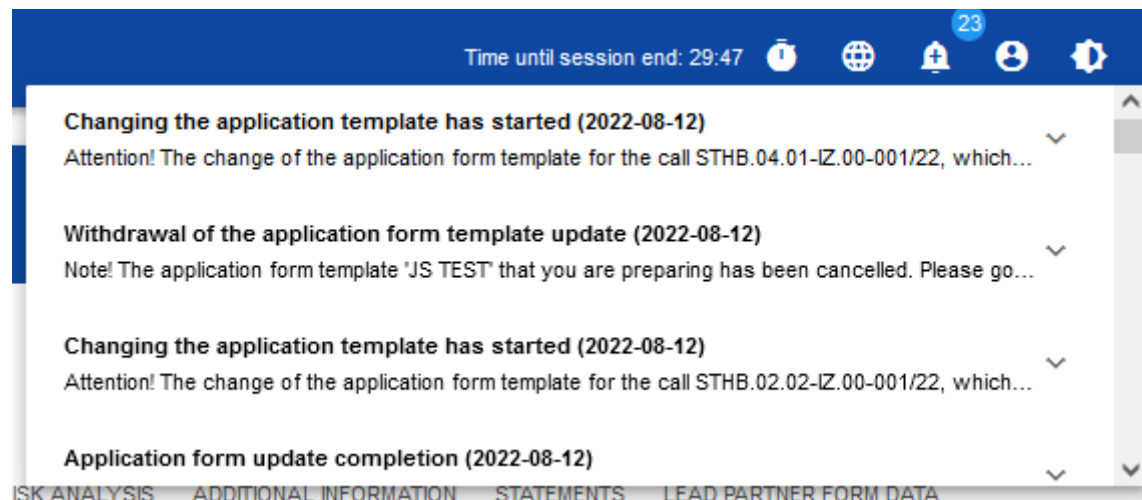 23
Time until session end: 29:47
Changing the application template has started (2022-08-12)
Attention! The change of the application form template for the call STHB.04.01-IZ.00-001/22, which...
Withdrawal of the application form template update (2022-08-12)
Note! The application form template 'JS TEST' that you are preparing has been cancelled. Please go...
Changing the application template has started (2022-08-12)
Attention! The change of the application form template for the call STHB.02.02-IZ.00-001/22, which...
Application form update completion (2022-08-12)
ISK ANALYSIS ADDITIONAL INFORMATION STATEMENTS LEAD PARTNER FORM DATA